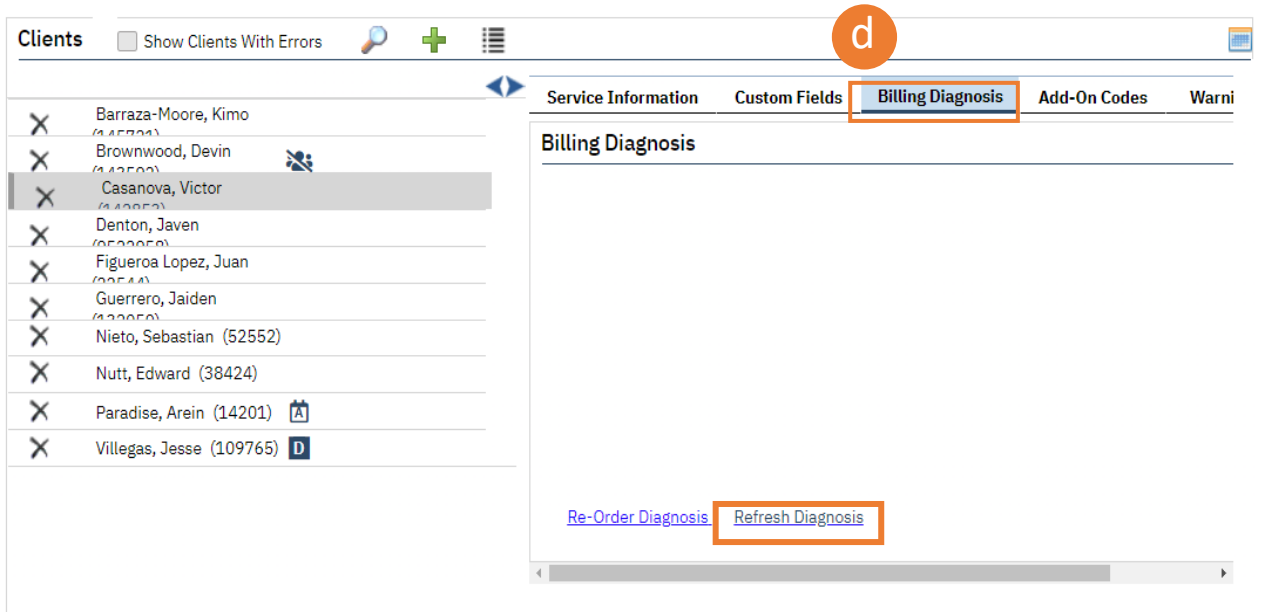 Clients
Show Clients With Errors
d
Service Information
Custom Fields
Billing Diagnosis
Add-On Codes
Warni
Billing Diagnosis
Barraza-Moore, Kimo
Brownwood, Devin
Casanova, Victor
Denton, Javen
Figueroa Lopez, Juan
Guerrero, Jaiden
Nieto, Sebastian (52552)
Nutt, Edward (38424)
Paradise, Arein (14201) A
Villegas, Jesse (109765) D
Re-Order Diagnosis
Refresh Diagnosis